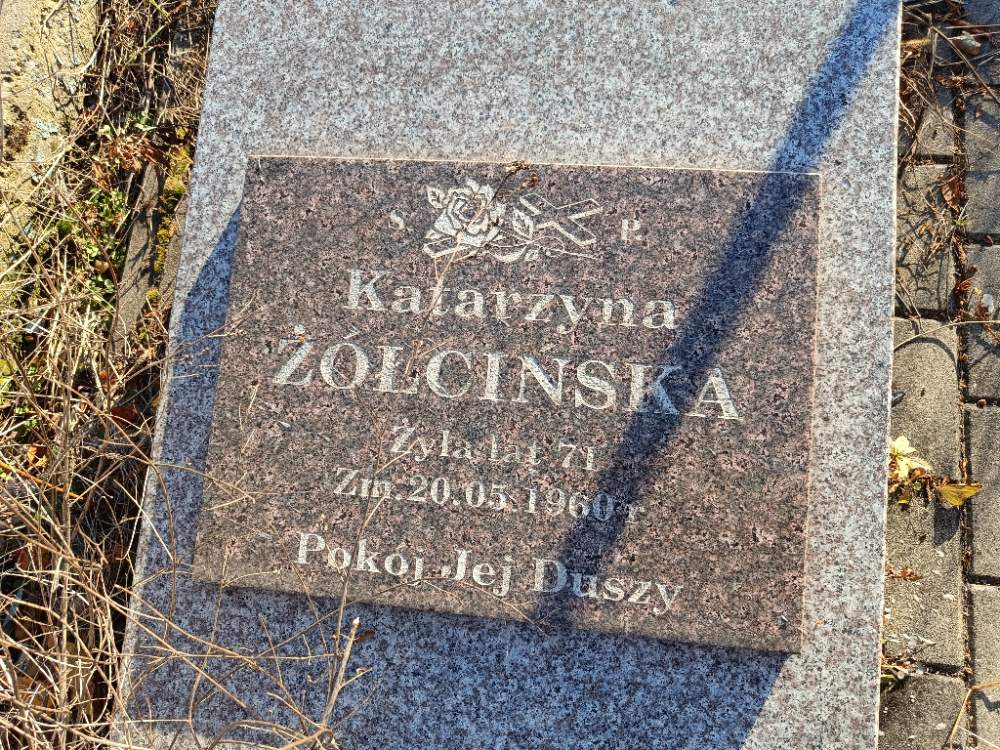 S P.
Katarzyna
ŻÓŁCINSKA
Żyła lat 71
Zm. 20.05.1960 r
Pokój Jej Duszy